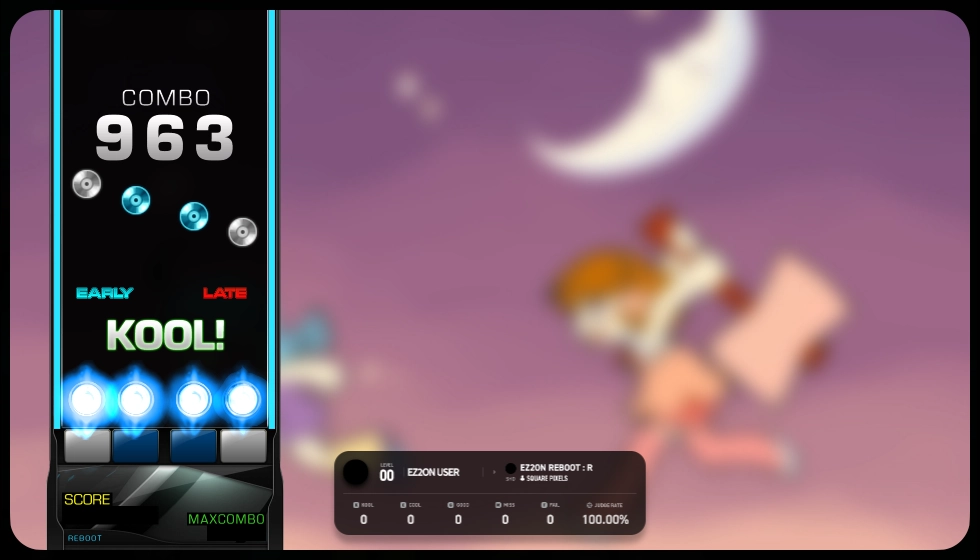 COMBO
963
EARLY LATE
KOOL!
SCORE
MAXCOMBO
REBOOT
LEVEL
00 EZ2ON USER
EZ2ON REBOOT : R
SQUARE PIXELS
KOOL COOL GOOD MISS FAIL JUDGE RATE
0 0 0 0 0 100.00%